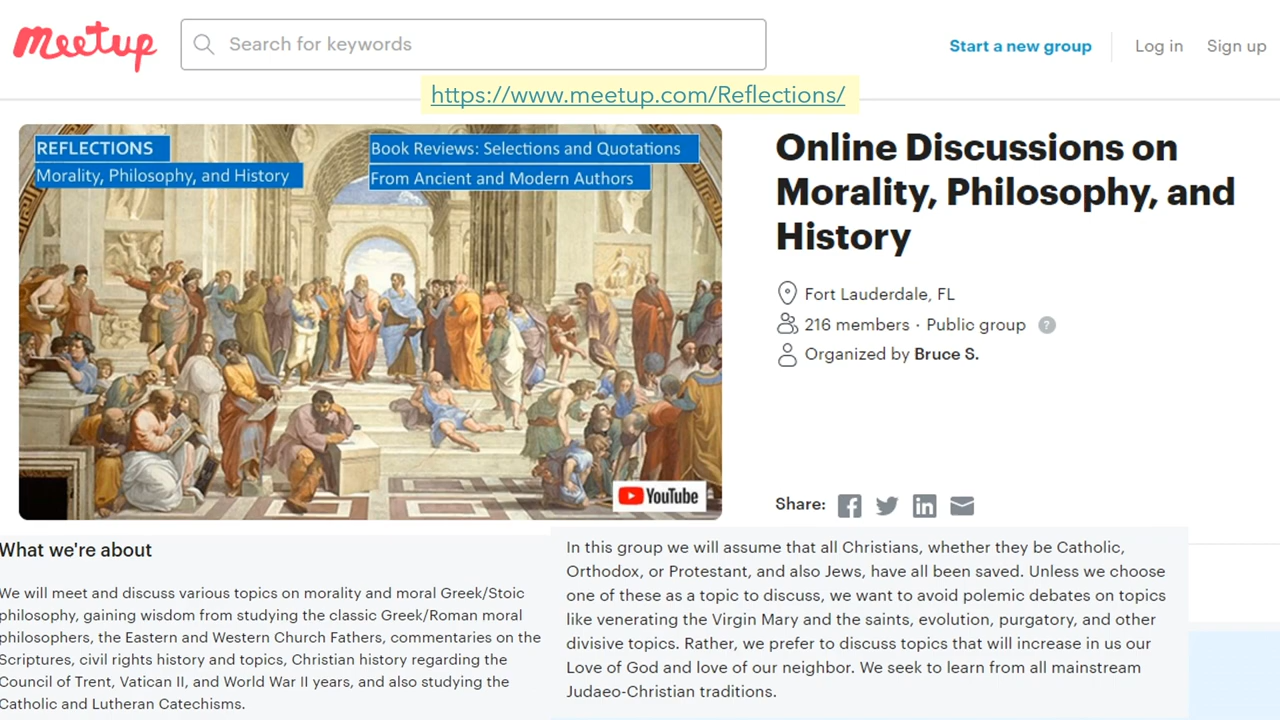 meetup
Search for keywords
Start a new group
Log in
Sign up
https://www.meetup.com/Reflections/
REFLECTIONS
Morality, Philosophy, and History
Book Reviews: Selections and Quotations
From Ancient and Modern Authors
YouTube
Online Discussions on
Morality, Philosophy, and
History
Fort Lauderdale, FL
216 members · Public group ?
Organized by Bruce S.
Share:
What we're about
We will meet and discuss various topics on morality and moral Greek/Stoic
philosophy, gaining wisdom from studying the classic Greek/Roman moral
philosophers, the Eastern and Western Church Fathers, commentaries on the
Scriptures, civil rights history and topics, Christian history regarding the
Council of Trent, Vatican II, and World War II years, and also studying the
Catholic and Lutheran Catechisms.
In this group we will assume that all Christians, whether they be Catholic,
Orthodox, or Protestant, and also Jews, have all been saved. Unless we choose
one of these as a topic to discuss, we want to avoid polemic debates on topics
like venerating the Virgin Mary and the saints, evolution, purgatory, and other
divisive topics. Rather, we prefer to discuss topics that will increase in us our
Love of God and love of our neighbor. We seek to learn from all mainstream
Judaeo-Christian traditions.